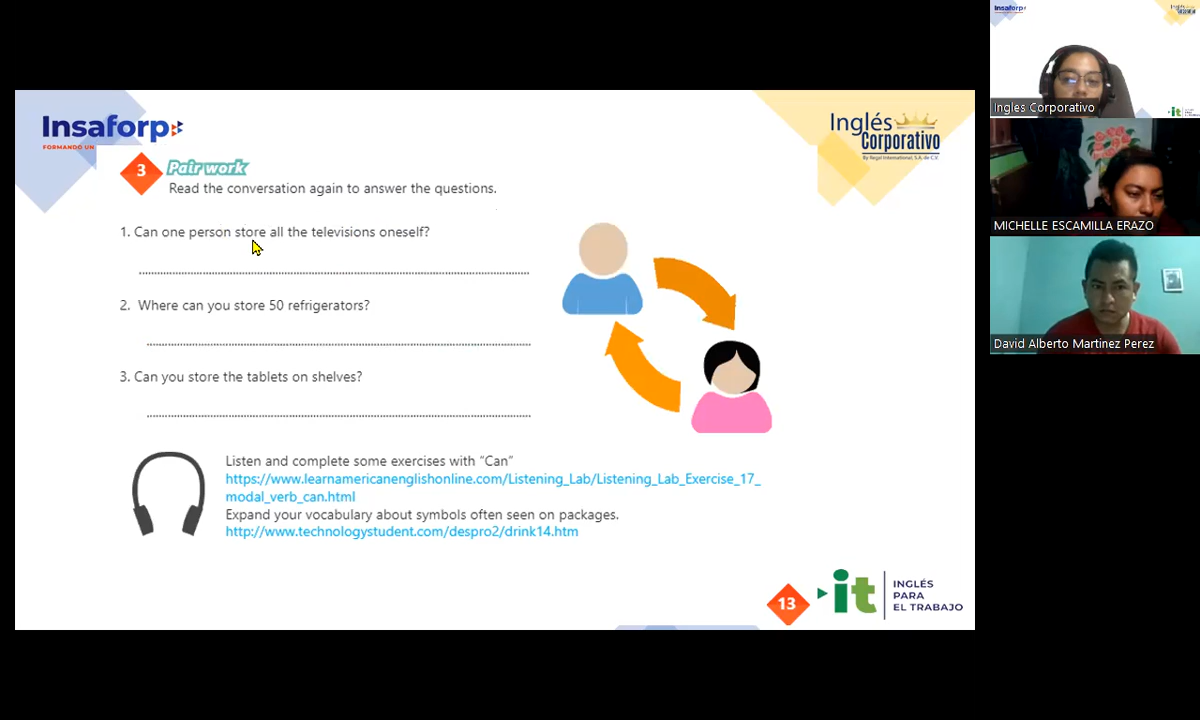 Insaforp
FORMANDO UN
Inglés
Corporativo
By Regal International, S.A. de C.V.
3
Pair work
Read the conversation again to answer the questions.
1. Can one person store all the televisions oneself?
2. Where can you store 50 refrigerators?
3. Can you store the tablets on shelves?
Listen and complete some exercises with “Can”
https://www.learnamericanenglishonline.com/Listening_Lab/Listening_Lab_Exercise_17_
modal_verb_can.html
Expand your vocabulary about symbols often seen on packages.
http://www.technologystudent.com/despro2/drink14.htm
13
it
INGLÉS
PARA
EL TRABAJO
Insaforp
Ingles Corporativo
it
MICHELLE ESCAMILLA ERAZO
David Alberto Martinez Perez